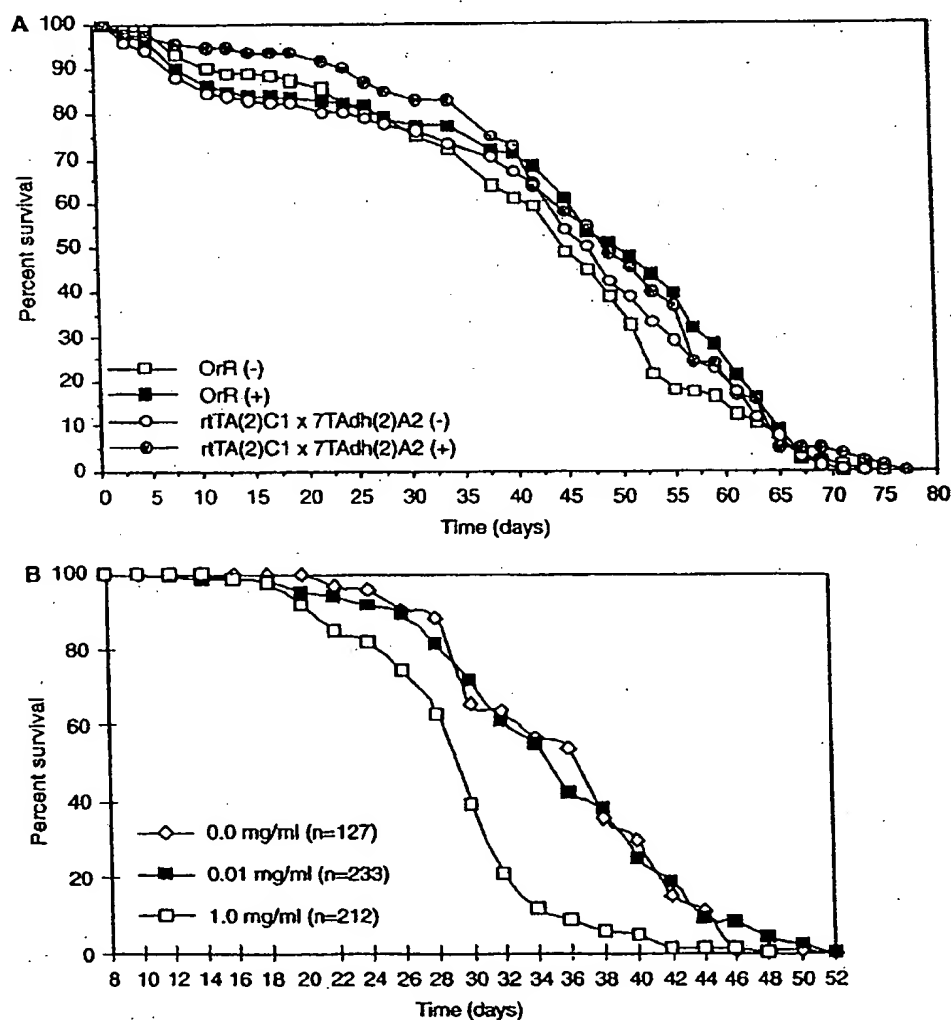 A
100
90
80
70
60
50
40
30
20
10
0
Percent survival
OrR (-)
OrR (+)
rtTA(2)C1 x 7TAdh(2)A2 (-)
rtTA(2)C1 x 7TAdh(2)A2 (+)
0 5 10 15 20 25 30 35 40 45 50 55 60 65 70 75 80
Time (days)
B
100
80
60
40
20
0
Percent survival
0.0 mg/ml (n=127)
0.01 mg/ml (n=233)
1.0 mg/ml (n=212)
8 10 12 14 16 18 20 22 24 26 28 30 32 34 36 38 40 42 44 46 48 50 52
Time (days)